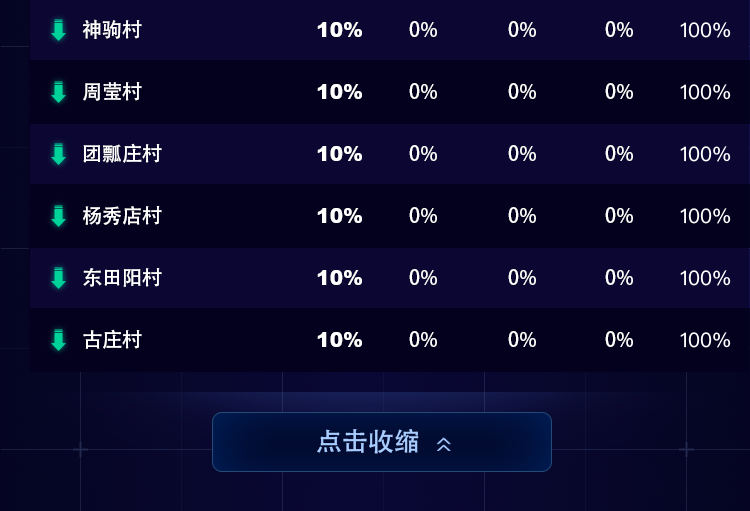 神驹村 10% 0% 0% 0% 100%
周莹村 10% 0% 0% 0% 100%
团瓢庄村 10% 0% 0% 0% 100%
杨秀店村 10% 0% 0% 0% 100%
东田阳村 10% 0% 0% 0% 100%
古庄村 10% 0% 0% 0% 100%
点击收缩